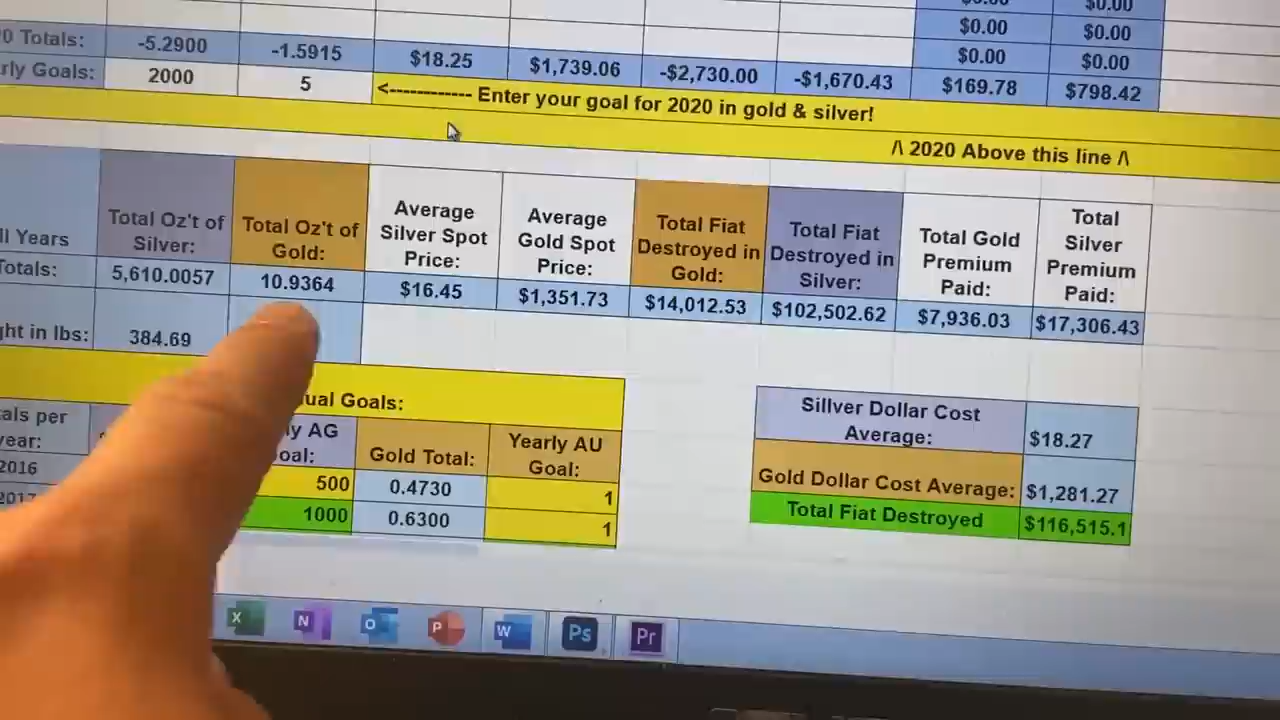 $0.00
$0.00 $0.00
$0.00 $0.00
0 Totals: -5.2900 -1.5915 $18.25 $1,739.06 -$2,730.00 -$1,670.43 $169.78 $798.42
rly Goals: 2000 5 <------------ Enter your goal for 2020 in gold & silver!
/\ 2020 Above this line /\
ll Years
Total Oz't of
Silver:
Total Oz't of
Gold:
Average
Silver Spot
Price:
Average
Gold Spot
Price:
Total Fiat
Destroyed in
Gold:
Total Fiat
Destroyed in
Silver:
Total Gold
Premium
Paid:
Total
Silver
Premium
Paid:
Totals: 5,610.0057 10.9364 $16.45 $1,351.73 $14,012.53 $102,502.62 $7,936.03 $17,306.43
ght in lbs: 384.69
ual Goals:
als per
year:
ly AG
oal:
Gold Total:
Yearly AU
Goal:
2016 500 0.4730 1
2017 1000 0.6300 1
Sillver Dollar Cost
Average:
$18.27
Gold Dollar Cost Average: $1,281.27
Total Fiat Destroyed $116,515.1
X N O P W Ps Pr